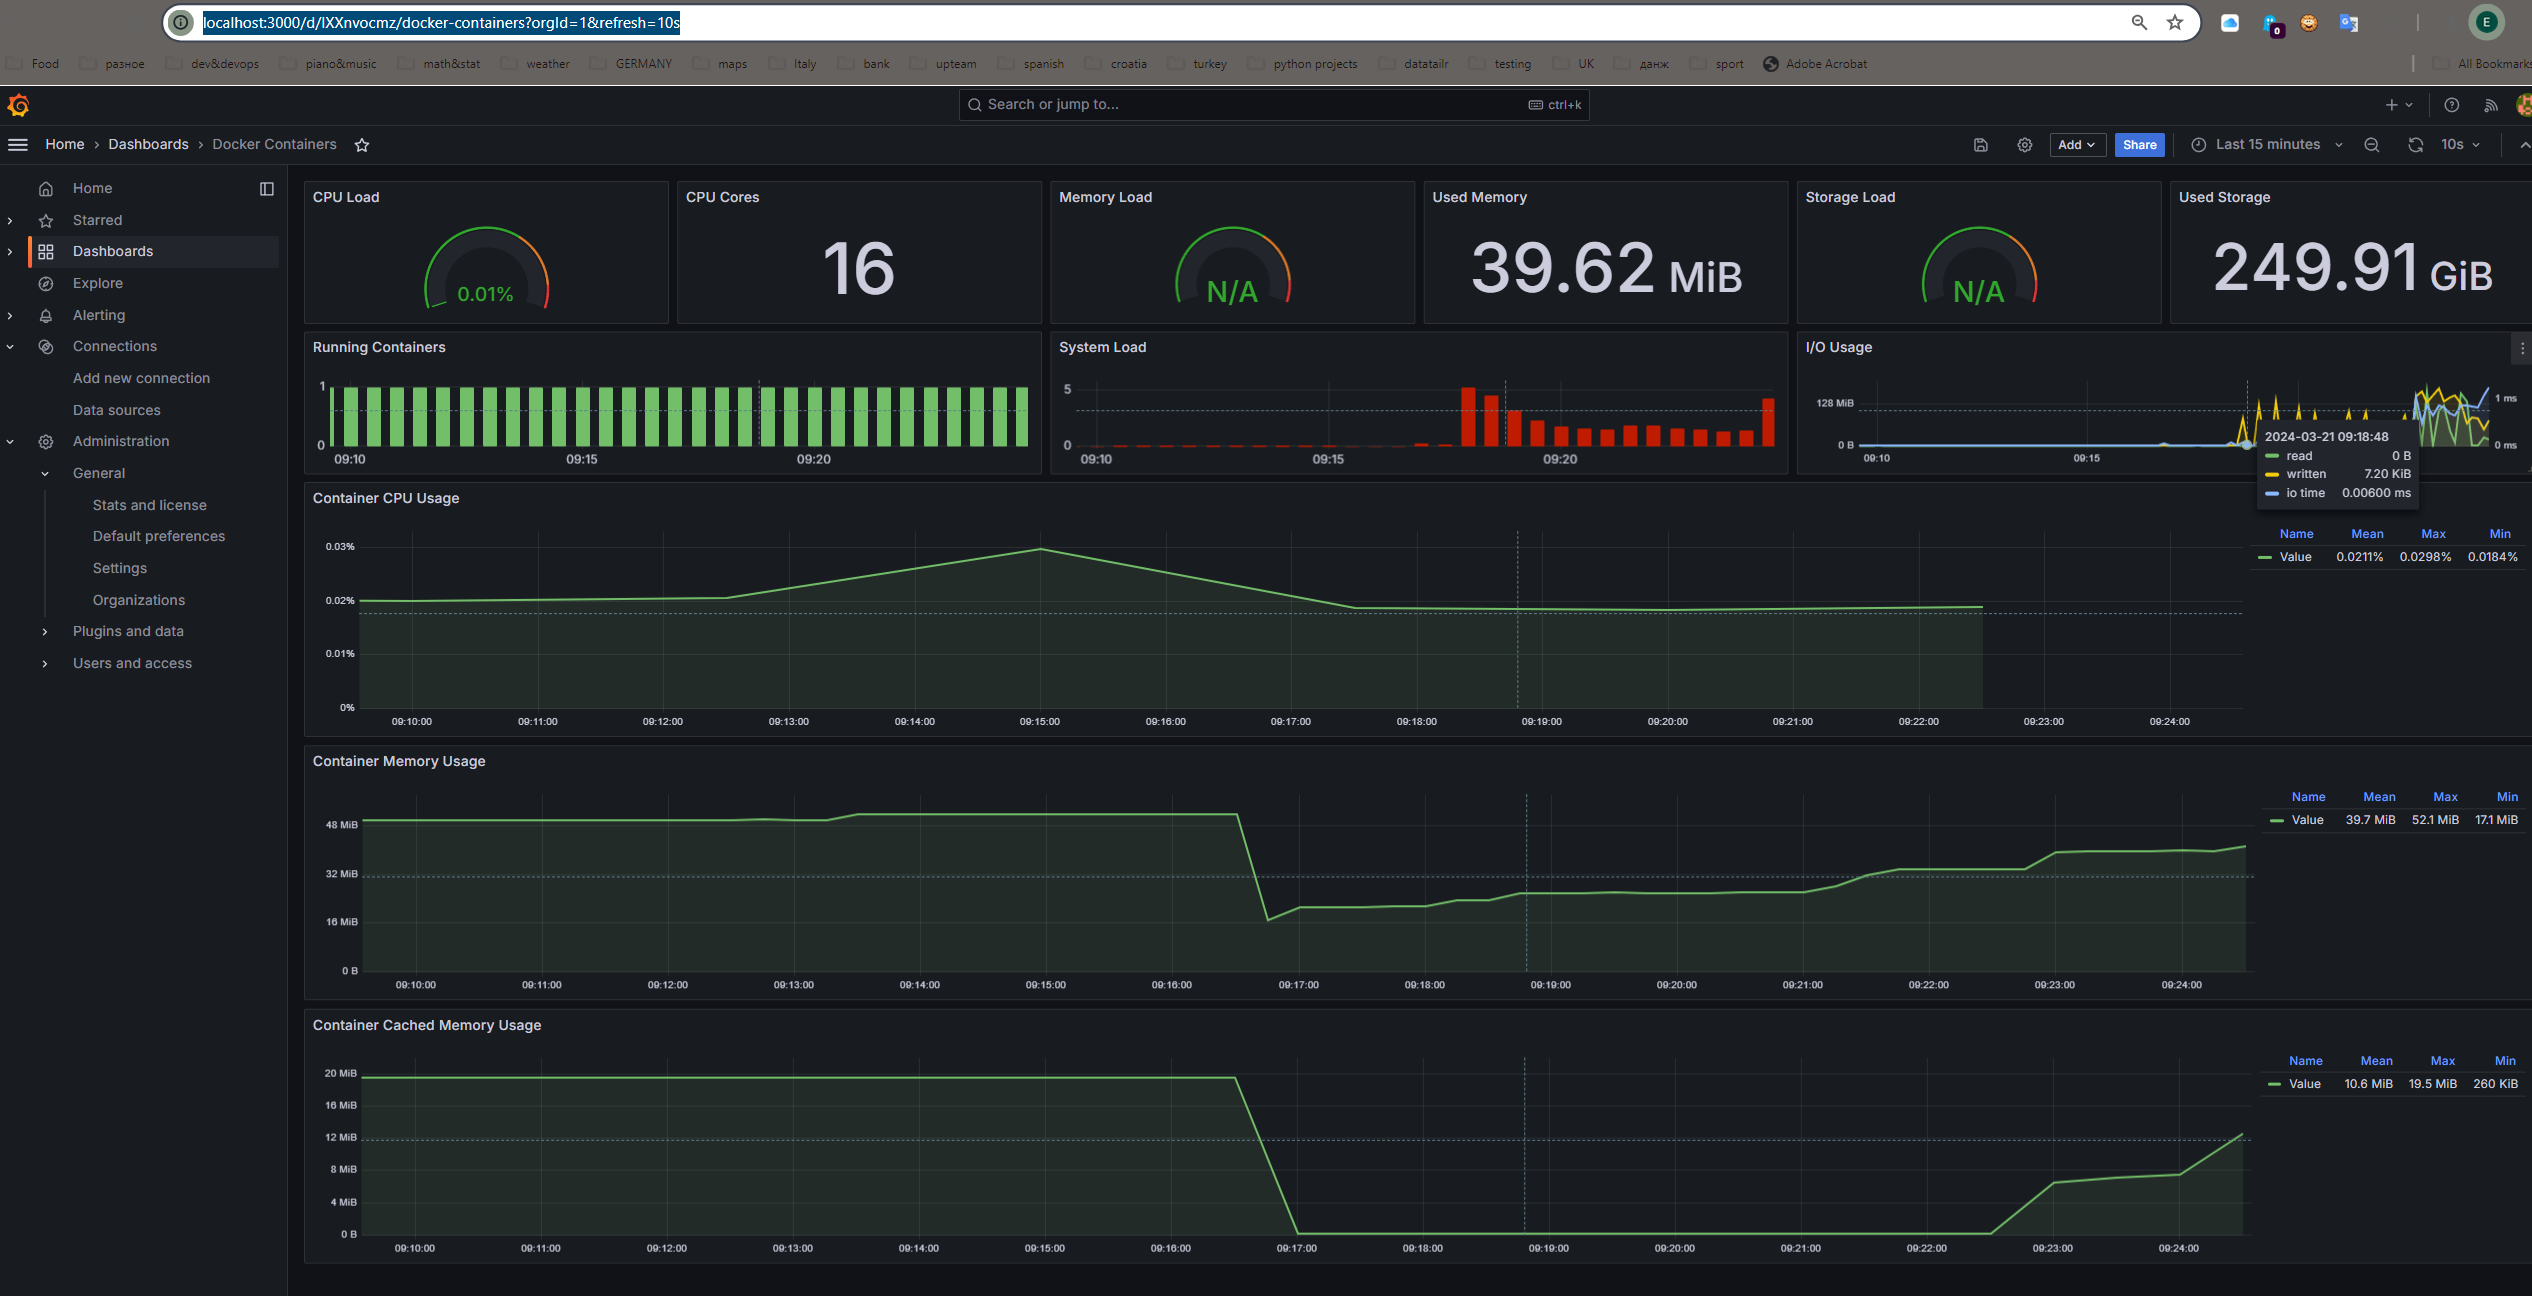 localhost:3000/d/lXXnvocmz/docker-containers?orgId=1&refresh=10s
0
E
Food разное dev&devops piano&music math&stat weather GERMANY maps Italy bank upteam spanish croatia turkey python projects datatailr testing UK данж sport Adobe Acrobat All Bookmarks
Search or jump to... ctrl+k
Home › Dashboards › Docker Containers Add Share Last 15 minutes 10s
Home
Starred
Dashboards
Explore
Alerting
Connections
Add new connection
Data sources
Administration
General
Stats and license
Default preferences
Settings
Organizations
Plugins and data
Users and access
CPU Load
0.01%
CPU Cores
16
Memory Load
N/A
Used Memory
39.62 MiB
Storage Load
N/A
Used Storage
249.91 GiB
Running Containers
1
0
09:10 09:15 09:20
System Load
5
0
09:10 09:15 09:20
I/O Usage
128 MiB 1 ms
0 B 0 ms
09:10 09:15
2024-03-21 09:18:48
read 0 B
written 7.20 KiB
io time 0.00600 ms
Container CPU Usage
0.03%
0.02%
0.01%
0%
09:10:00 09:11:00 09:12:00 09:13:00 09:14:00 09:15:00 09:16:00 09:17:00 09:18:00 09:19:00 09:20:00 09:21:00 09:22:00 09:23:00 09:24:00
Name Mean Max Min
Value 0.0211% 0.0298% 0.0184%
Container Memory Usage
48 MiB
32 MiB
16 MiB
0 B
09:10:00 09:11:00 09:12:00 09:13:00 09:14:00 09:15:00 09:16:00 09:17:00 09:18:00 09:19:00 09:20:00 09:21:00 09:22:00 09:23:00 09:24:00
Name Mean Max Min
Value 39.7 MiB 52.1 MiB 17.1 MiB
Container Cached Memory Usage
20 MiB
16 MiB
12 MiB
8 MiB
4 MiB
0 B
09:10:00 09:11:00 09:12:00 09:13:00 09:14:00 09:15:00 09:16:00 09:17:00 09:18:00 09:19:00 09:20:00 09:21:00 09:22:00 09:23:00 09:24:00
Name Mean Max Min
Value 10.6 MiB 19.5 MiB 260 KiB